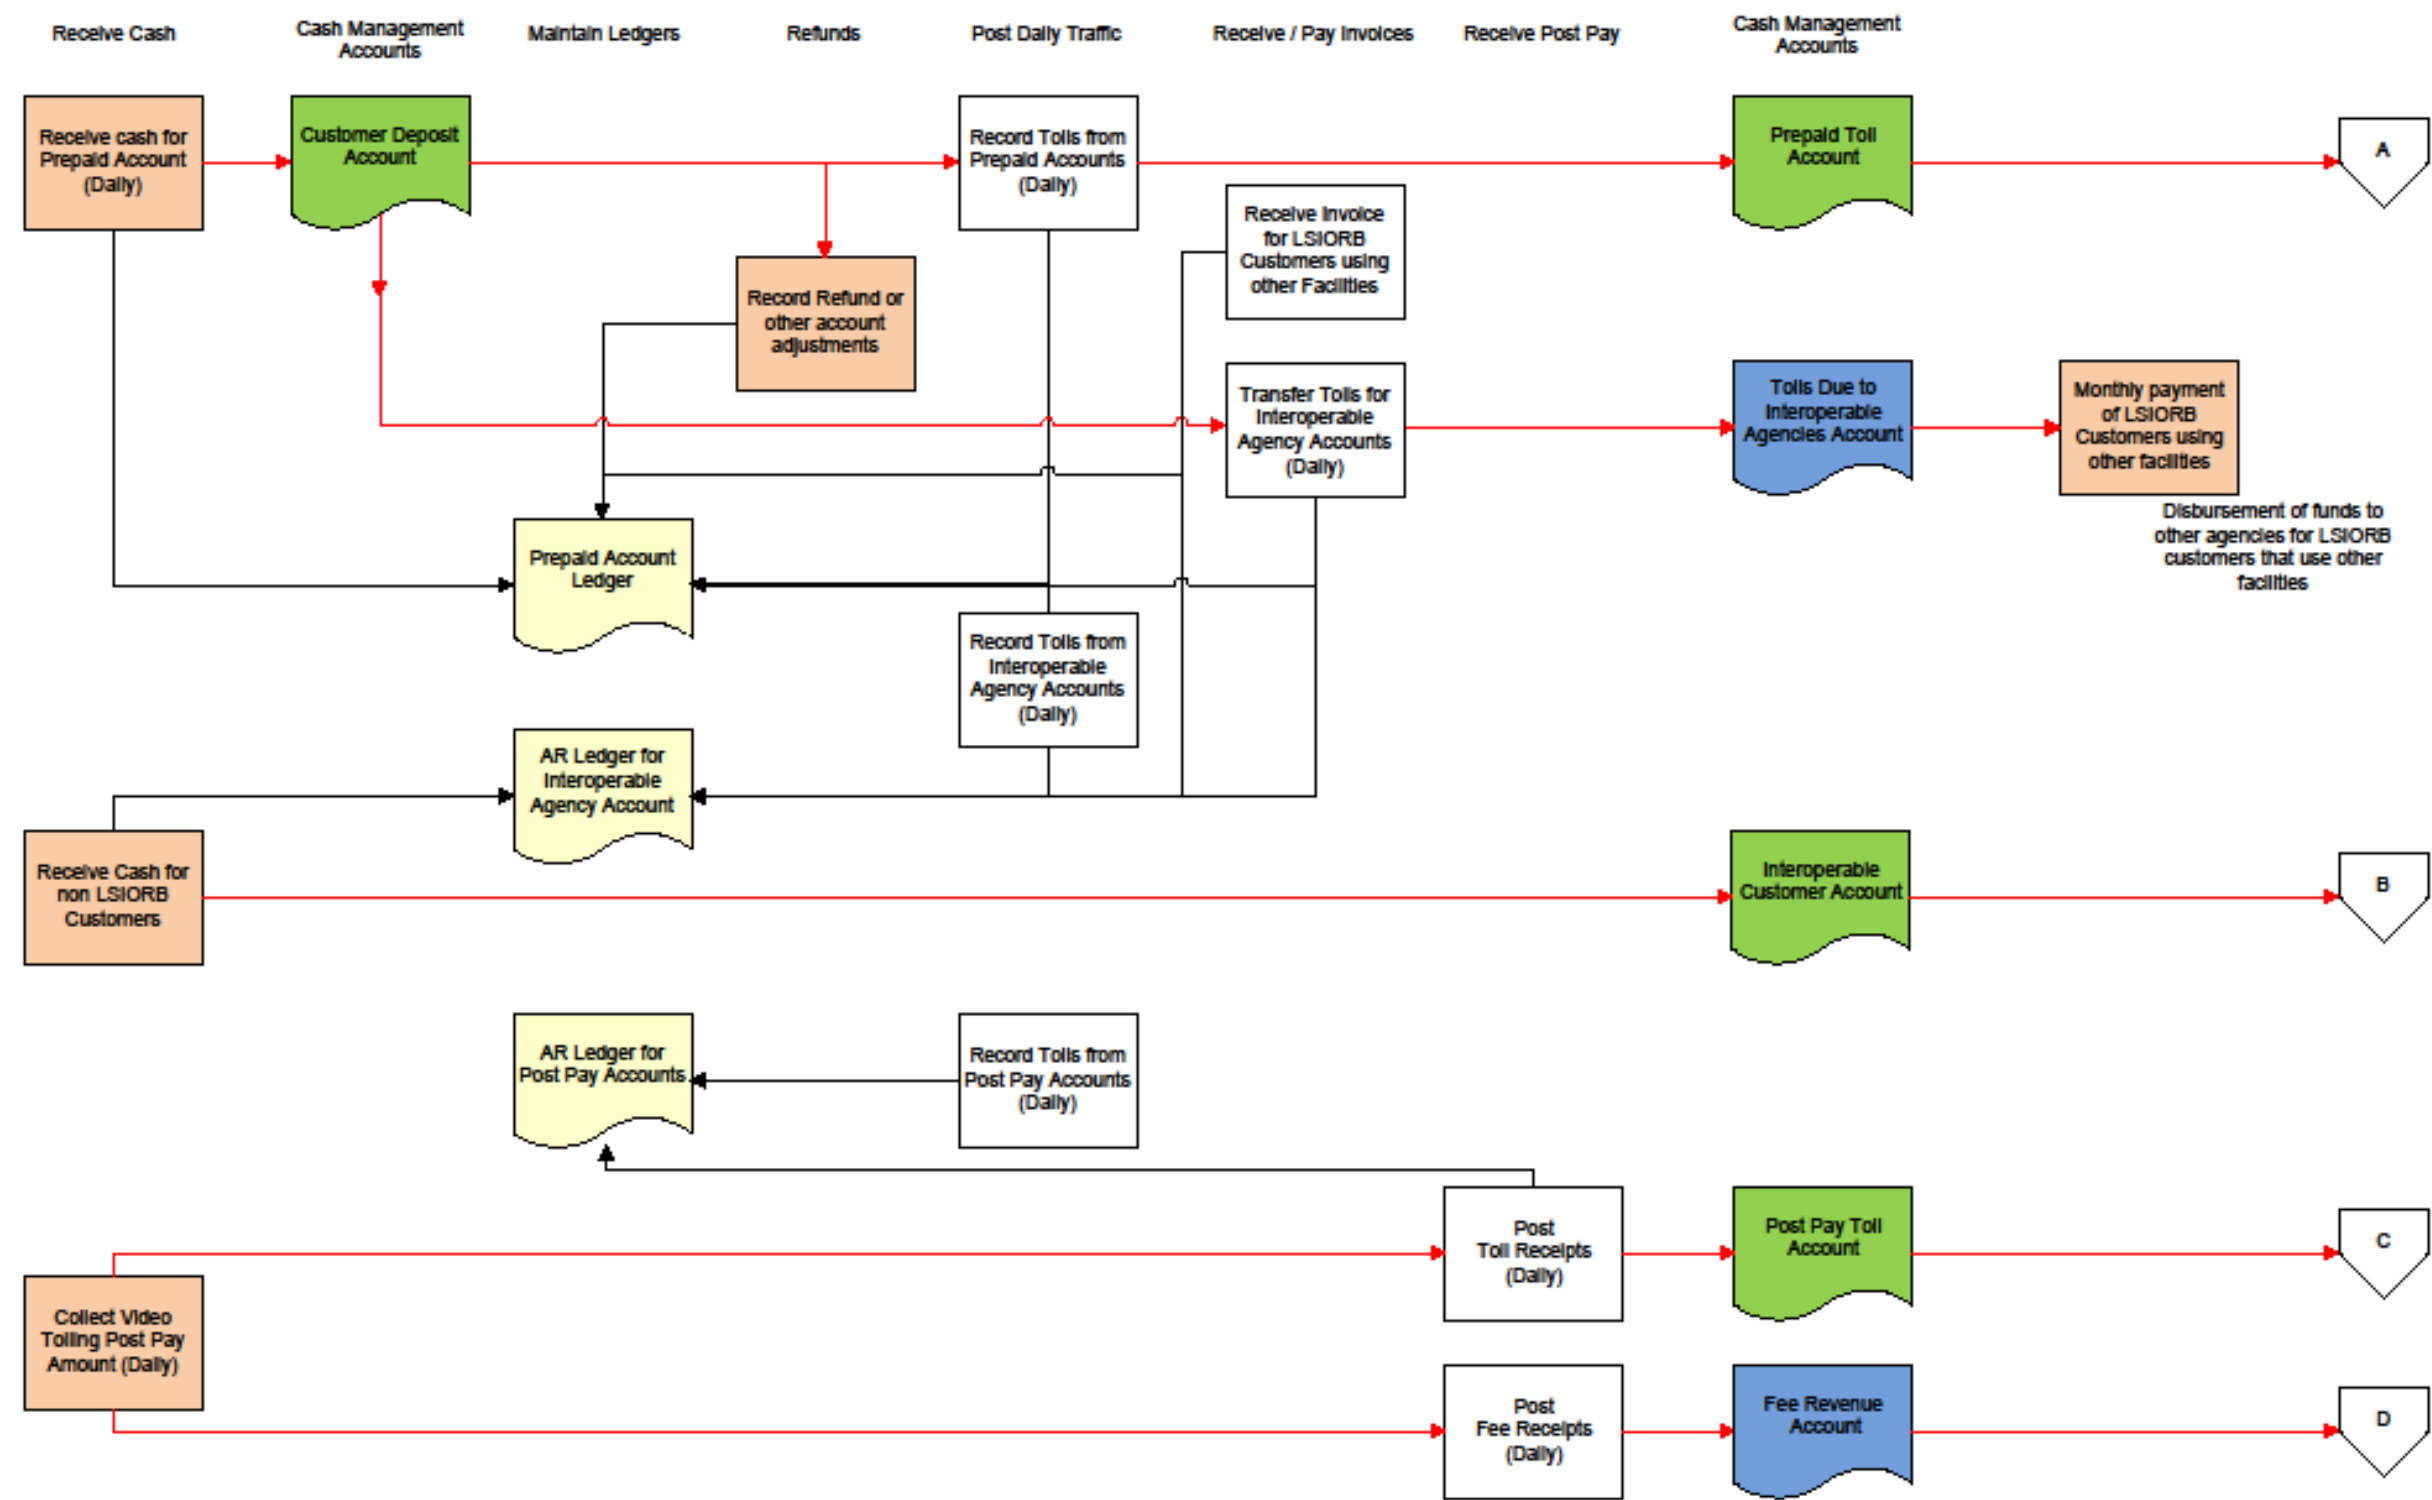 Receive Cash
Cash Management
Accounts
Maintain Ledgers
Refunds
Post Daily Traffic
Receive / Pay Invoices
Receive Post Pay
Cash Management
Accounts
Receive cash for
Prepaid Account
(Daily)
Customer Deposit
Account
Record Tolls from
Prepaid Accounts
(Daily)
Prepaid Toll
Account
A
Receive Invoice
for LSIORB
Customers using
other Facilities
Record Refund or
other account
adjustments
Transfer Tolls for
Interoperable
Agency Accounts
(Daily)
Tolls Due to
Interoperable
Agencies Account
Monthly payment
of LSIORB
Customers using
other facilities
Disbursement of funds to
other agencies for LSIORB
customers that use other
facilities
Prepaid Account
Ledger
Record Tolls from
Interoperable
Agency Accounts
(Daily)
AR Ledger for
Interoperable
Agency Account
Receive Cash for
non LSIORB
Customers
Interoperable
Customer Account
B
AR Ledger for
Post Pay Accounts
Record Tolls from
Post Pay Accounts
(Daily)
Post
Toll Receipts
(Daily)
Post Pay Toll
Account
C
Collect Video
Tolling Post Pay
Amount (Daily)
Post
Fee Receipts
(Daily)
Fee Revenue
Account
D